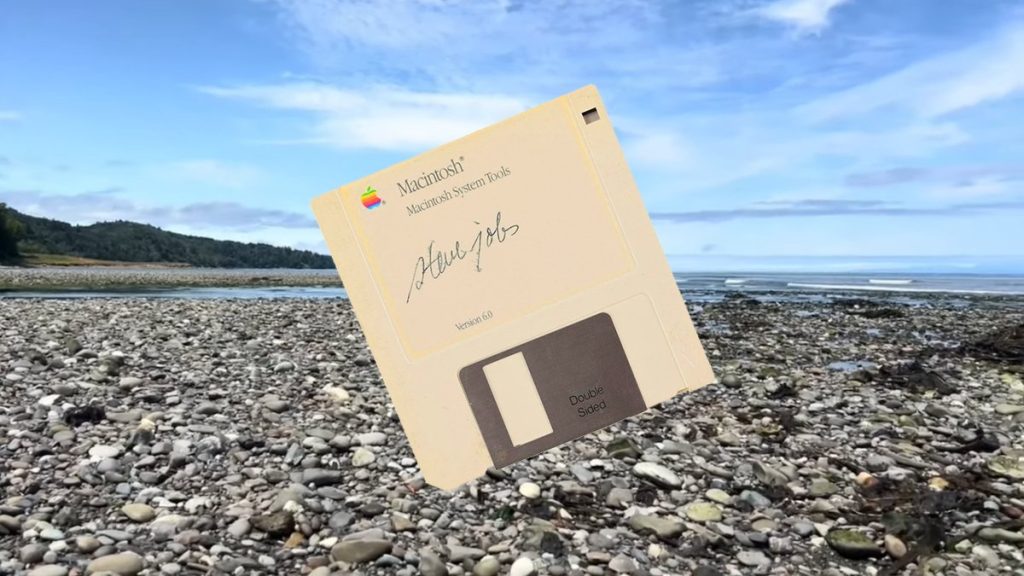 Macintosh®
Macintosh System Tools
steve jobs
Version 6.0
Double
Sided